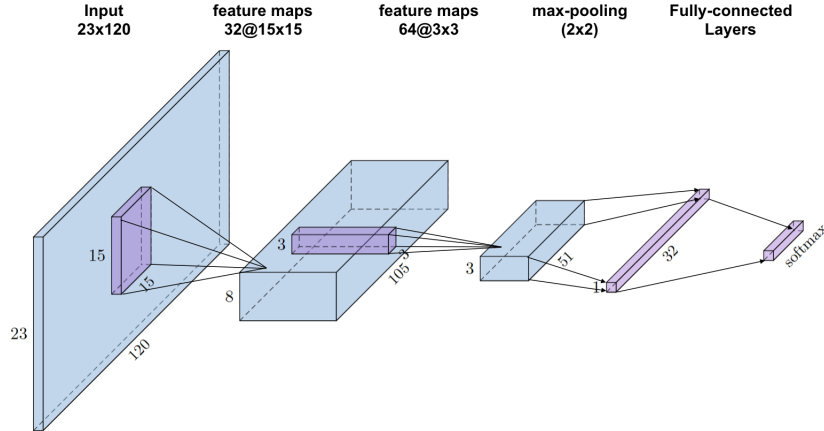 Input
23x120
feature maps
32@15x15
feature maps
64@3x3
max-pooling
(2x2)
Fully-connected
Layers
15
15
23
120
3
3
8
105
3
51
1
32
softmax